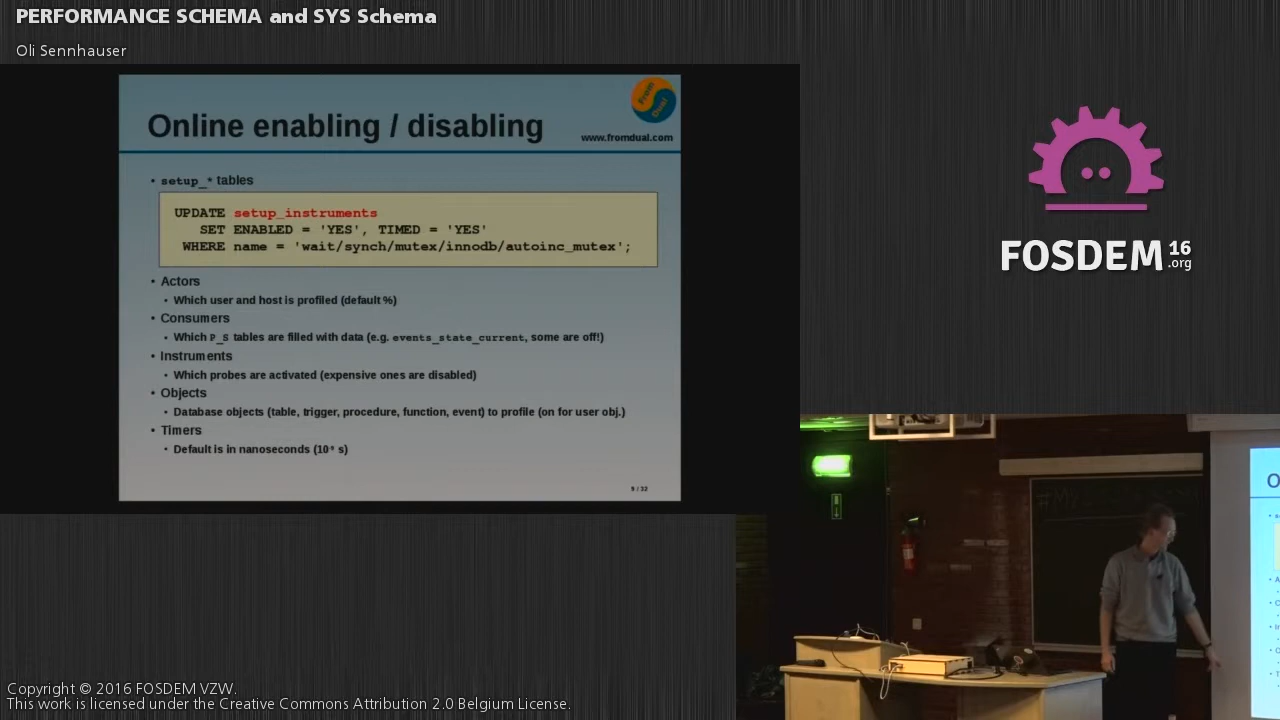 PERFORMANCE SCHEMA and SYS Schema
Oli Sennhauser
From Dual
Online enabling / disabling
www.fromdual.com
• setup_* tables
UPDATE setup_instruments
SET ENABLED = 'YES', TIMED = 'YES'
WHERE name = 'wait/synch/mutex/innodb/autoinc_mutex';
• Actors
• Which user and host is profiled (default %)
• Consumers
• Which P_S tables are filled with data (e.g. events_state_current, some are off!)
• Instruments
• Which probes are activated (expensive ones are disabled)
• Objects
• Database objects (table, trigger, procedure, function, event) to profile (on for user obj.)
• Timers
• Default is in nanoseconds (10 s)
9 / 32
FOSDEM 16
.org
Copyright © 2016 FOSDEM VZW.
This work is licensed under the Creative Commons Attribution 2.0 Belgium License.